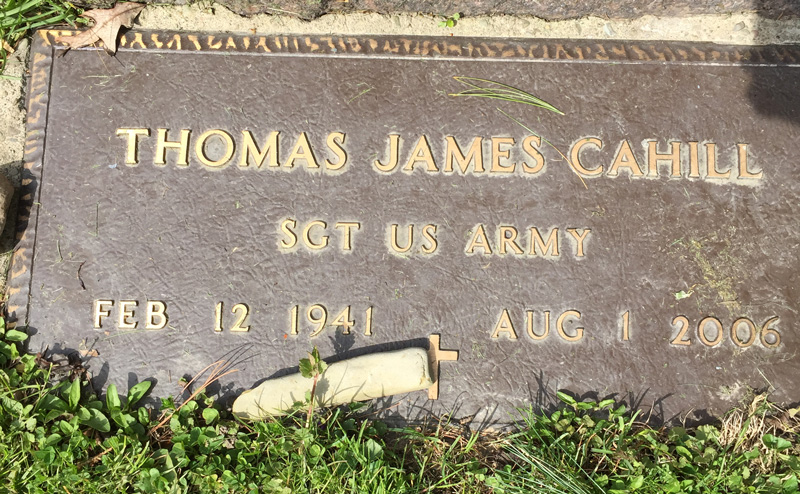 THOMAS JAMES CAHILL
SGT US ARMY
FEB 12 1941 AUG 1 2006